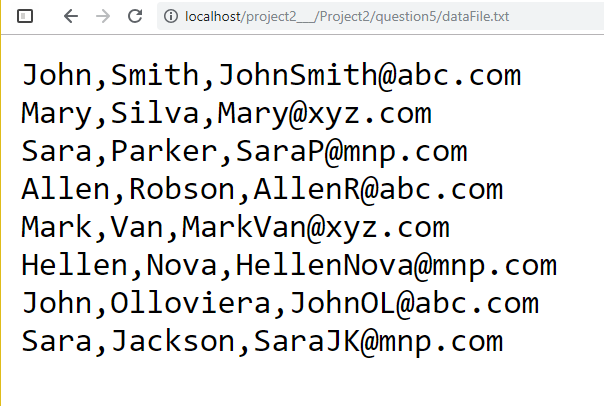 localhost/project2___/Project2/question5/dataFile.txt
John,Smith,JohnSmith@abc.com
Mary,Silva,Mary@xyz.com
Sara,Parker,SaraP@mnp.com
Allen,Robson,AllenR@abc.com
Mark,Van,MarkVan@xyz.com
Hellen,Nova,HellenNova@mnp.com
John,Olloviera,JohnOL@abc.com
Sara,Jackson,SaraJK@mnp.com